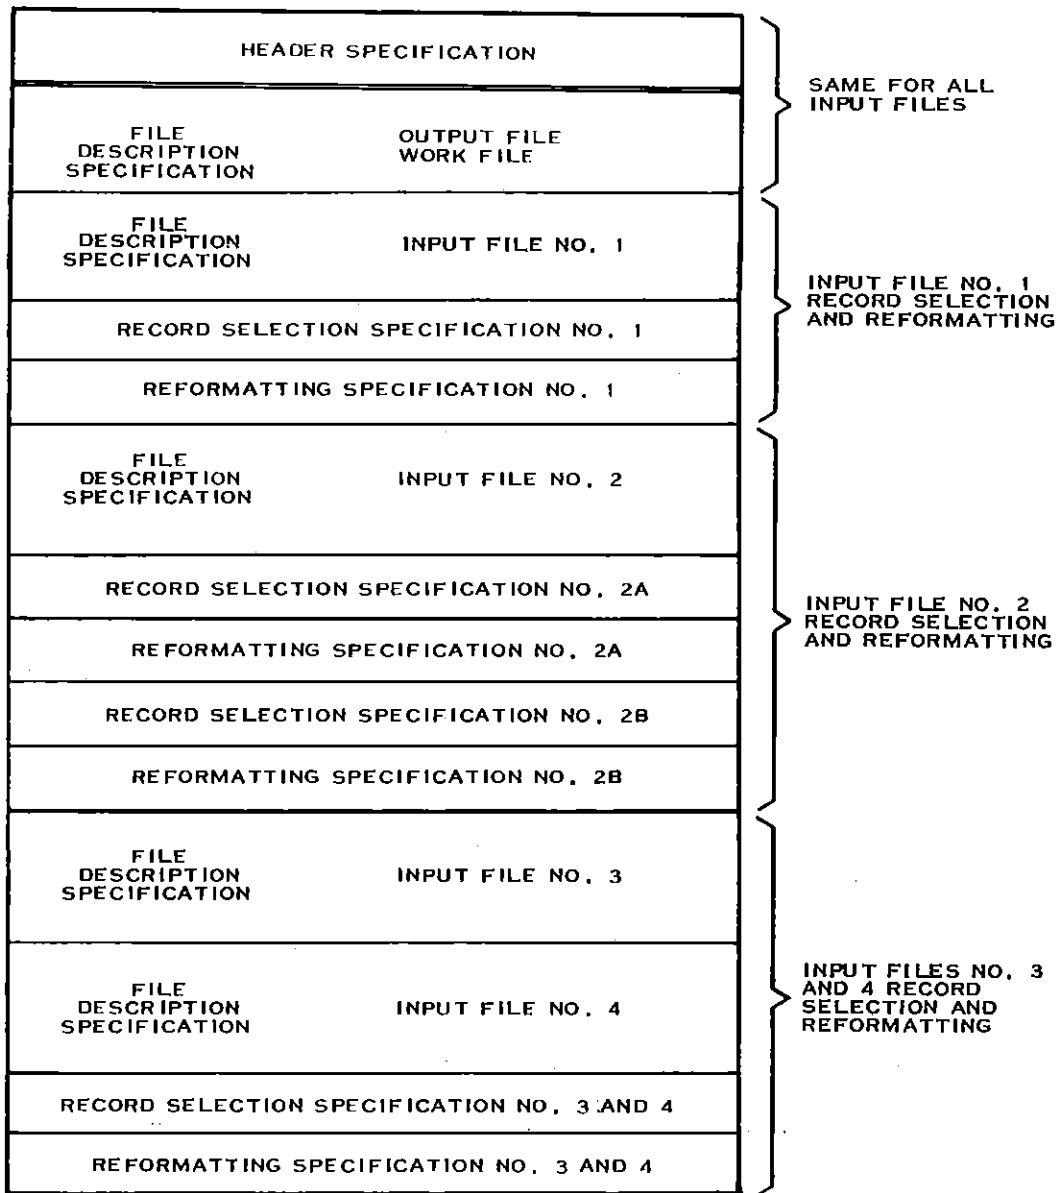 HEADER SPECIFICATION
SAME FOR ALL
INPUT FILES
FILE
DESCRIPTION
SPECIFICATION
OUTPUT FILE
WORK FILE
FILE
DESCRIPTION
SPECIFICATION
INPUT FILE NO. 1
RECORD SELECTION SPECIFICATION NO. 1
REFORMATTING SPECIFICATION NO. 1
INPUT FILE NO. 1
RECORD SELECTION
AND REFORMATTING
FILE
DESCRIPTION
SPECIFICATION
INPUT FILE NO. 2
RECORD SELECTION SPECIFICATION NO. 2A
REFORMATTING SPECIFICATION NO. 2A
RECORD SELECTION SPECIFICATION NO. 2B
REFORMATTING SPECIFICATION NO. 2B
INPUT FILE NO. 2
RECORD SELECTION
AND REFORMATTING
FILE
DESCRIPTION
SPECIFICATION
INPUT FILE NO. 3
FILE
DESCRIPTION
SPECIFICATION
INPUT FILE NO. 4
RECORD SELECTION SPECIFICATION NO. 3 AND 4
REFORMATTING SPECIFICATION NO. 3 AND 4
INPUT FILES NO. 3
AND 4 RECORD
SELECTION AND
REFORMATTING